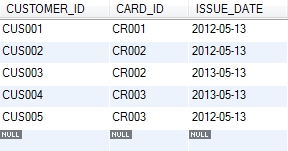 CUSTOMER_ID CARD_ID ISSUE_DATE
CUS001 CR001 2012-05-13
CUS002 CR002 2012-05-13
CUS003 CR002 2013-05-13
CUS004 CR003 2013-05-13
CUS005 CR003 2012-05-13
NULL NULL NULL